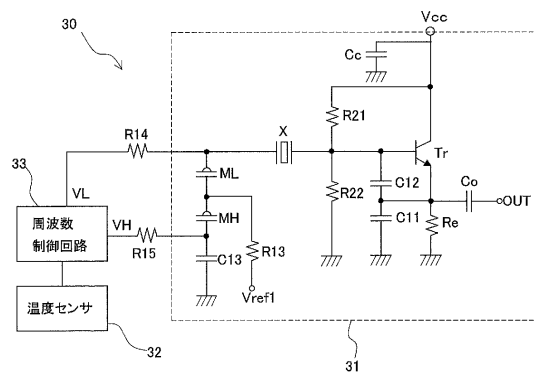 30
Vcc
Cc
R21
R14
X
Tr
33
ML
VL
C12
R22
Co
OUT
周波数
制御回路
VH
MH
C11
Re
R15
C13
R13
Vref1
温度センサ
32
31